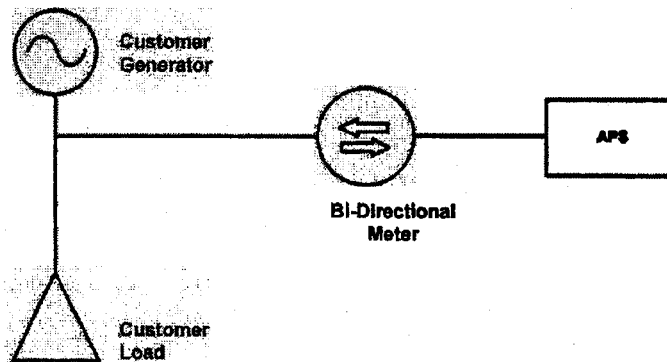 Customer
Generator
APS
Bi-Directional
Meter
Customer
Load